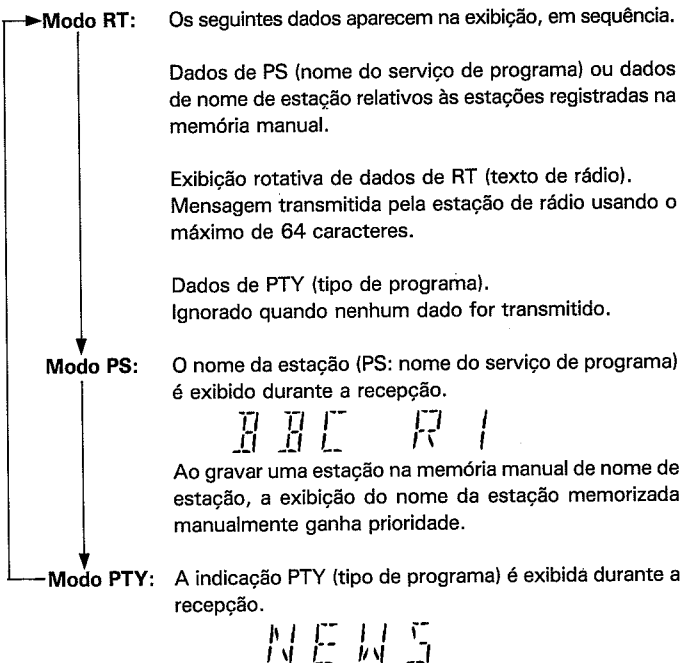 Modo RT: Os seguintes dados aparecem na exibição, em sequência.
Dados de PS (nome do serviço de programa) ou dados
de nome de estação relativos às estações registradas na
memória manual.
Exibição rotativa de dados de RT (texto de rádio).
Mensagem transmitida pela estação de rádio usando o
máximo de 64 caracteres.
Dados de PTY (tipo de programa).
Ignorado quando nenhum dado for transmitido.
Modo PS: O nome da estação (PS: nome do serviço de programa)
é exibido durante a recepção.
BBC R1
Ao gravar uma estação na memória manual de nome de
estação, a exibição do nome da estação memorizada
manualmente ganha prioridade.
Modo PTY: A indicação PTY (tipo de programa) é exibida durante a
recepção.
NEWS